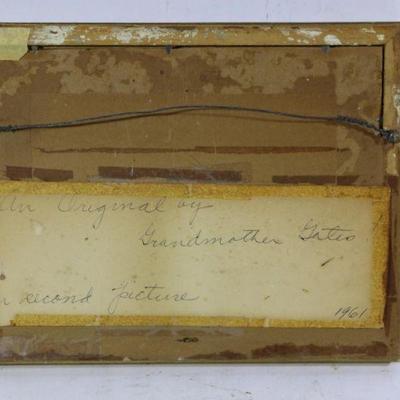 An Original by
Grandmother Gates
second picture
1961